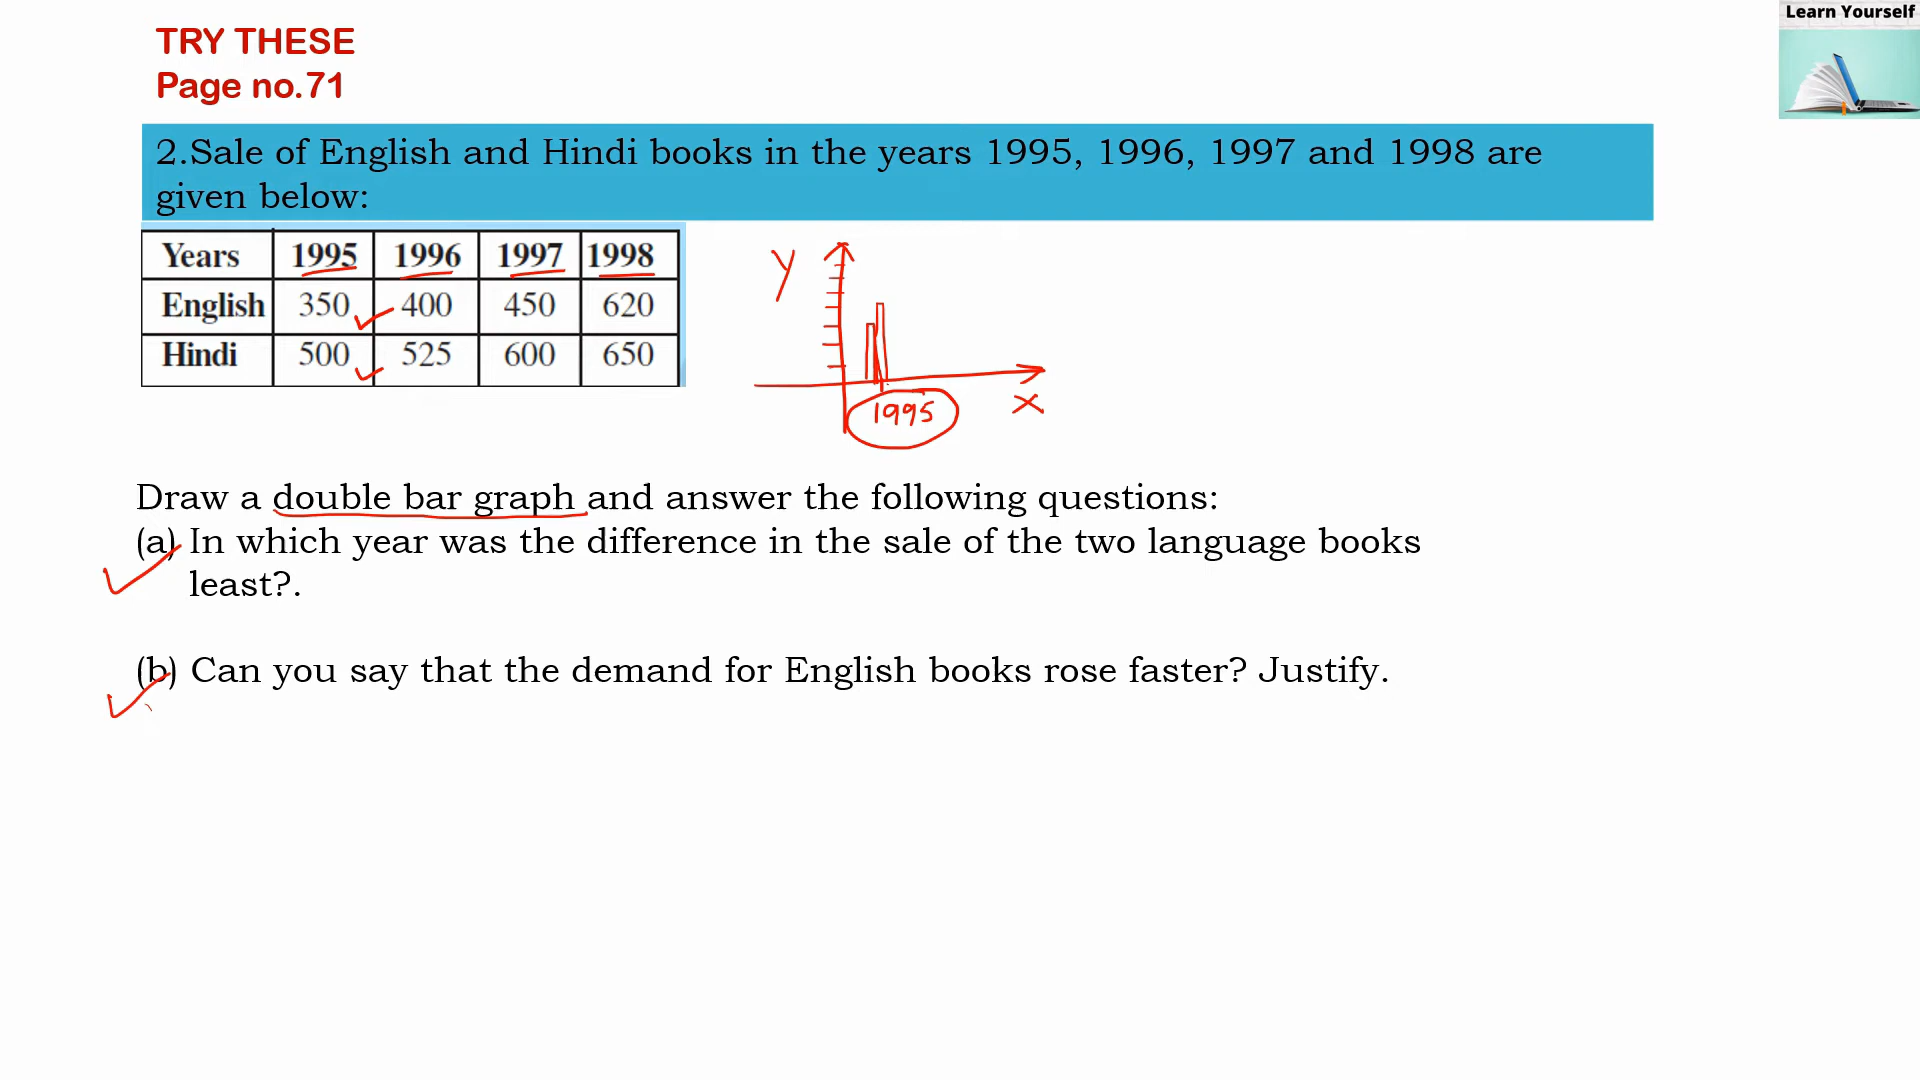 Learn Yourself
TRY THESE
Page no.71
2.Sale of English and Hindi books in the years 1995, 1996, 1997 and 1998 are
given below:
Years 1995 1996 1997 1998
English 350 400 450 620
Hindi 500 525 600 650
y
1995
x
Draw a double bar graph and answer the following questions:
(a) In which year was the difference in the sale of the two language books
least?.
(b) Can you say that the demand for English books rose faster? Justify.